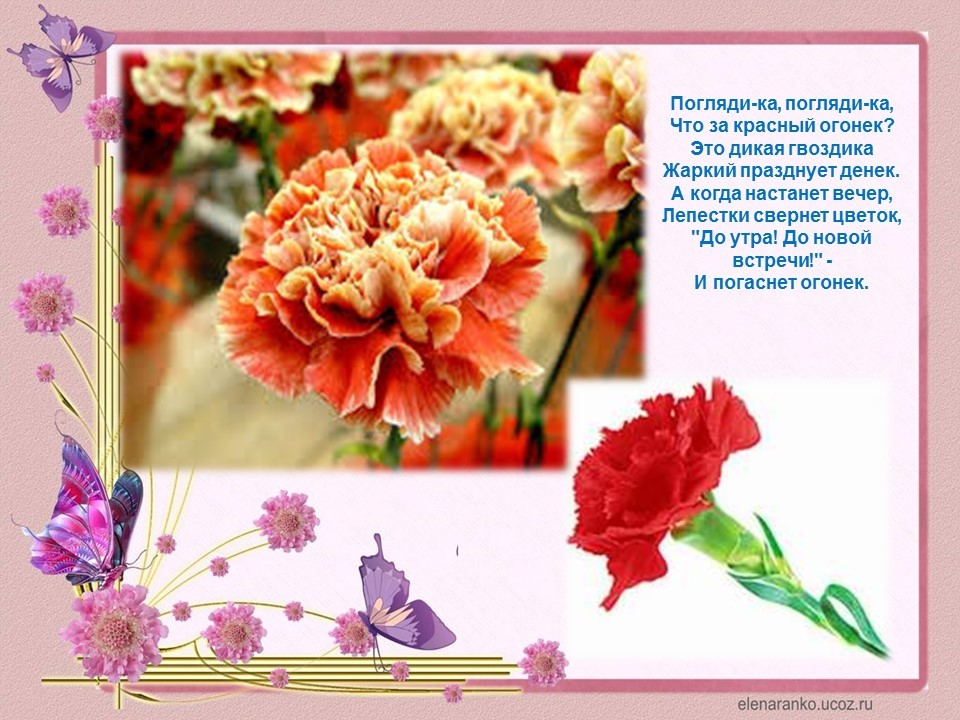 Погляди-ка, погляди-ка,
Что за красный огонек?
Это дикая гвоздика
Жаркий празднует денек.
А когда настанет вечер,
Лепестки свернет цветок,
"До утра! До новой
встречи!" -
И погаснет огонек.
elenaranko.ucoz.ru